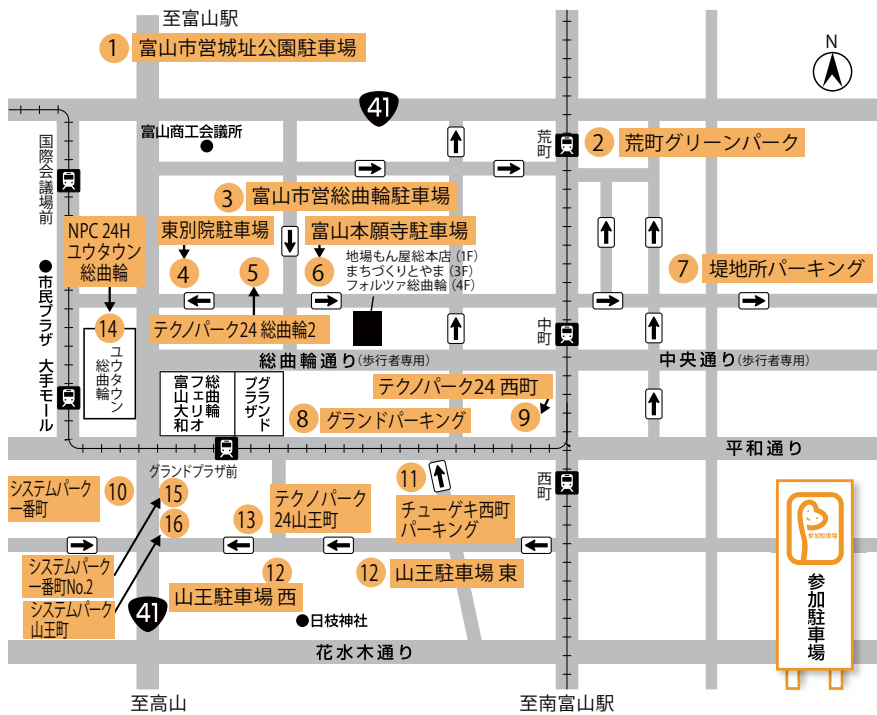 至富山駅
1 富山市営城址公園駐車場
N
41
富山商工会議所
荒町
2 荒町グリーンパーク
国際会議場前
3 富山市営総曲輪駐車場
NPC 24H
ユウタウン
総曲輪
東別院駐車場
富山本願寺駐車場
4
5
6
地場もん屋総本店 (1F)
まちづくりとやま (3F)
フォルツァ総曲輪 (4F)
7 堤地所パーキング
市民プラザ
大手モール
14
ユウタウン
総曲輪
テクノパーク24 総曲輪2
中町
総曲輪通り(歩行者専用)
中央通り(歩行者専用)
総曲輪
フェリオ
富山大和
グランド
プラザ
テクノパーク24 西町
9
8 グランドパーキング
平和通り
グランドプラザ前
西町
システムパーク
一番町
10
15
16
13
テクノパーク
24山王町
11
チューゲキ西町
パーキング
システムパーク
一番町No.2
システムパーク
山王町
12
山王駐車場 西
12 山王駐車場 東
41
日枝神社
花水木通り
至高山
至南富山駅
参加駐車場
参加駐車場